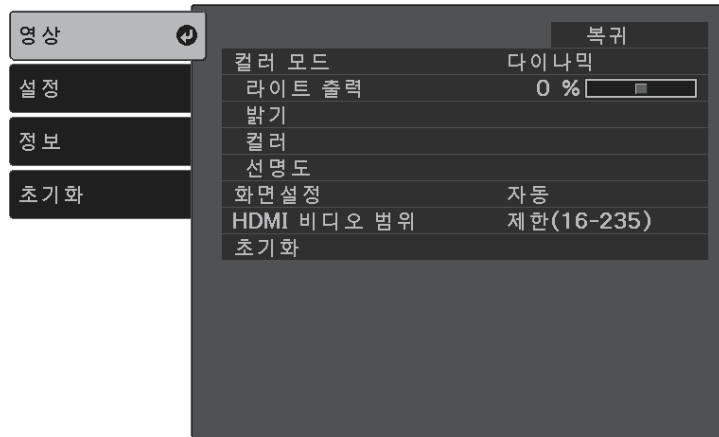 영상
설정
정보
초기화
복귀
컬러 모드 다이나믹
라이트 출력 0 %
밝기
컬러
선명도
화면설정 자동
HDMI 비디오 범위 제한(16-235)
초기화